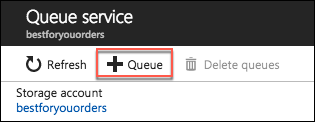 Queue service
bestforyouorders
Refresh Queue Delete queues
Storage account
bestforyouorders